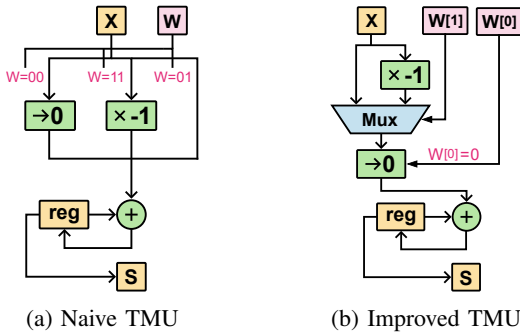 X W
W=00 W=11 W=01
→0 × -1
reg +
S
(a) Naive TMU
X W[1] W[0]
× -1
Mux
→0 W[0]=0
reg +
S
(b) Improved TMU